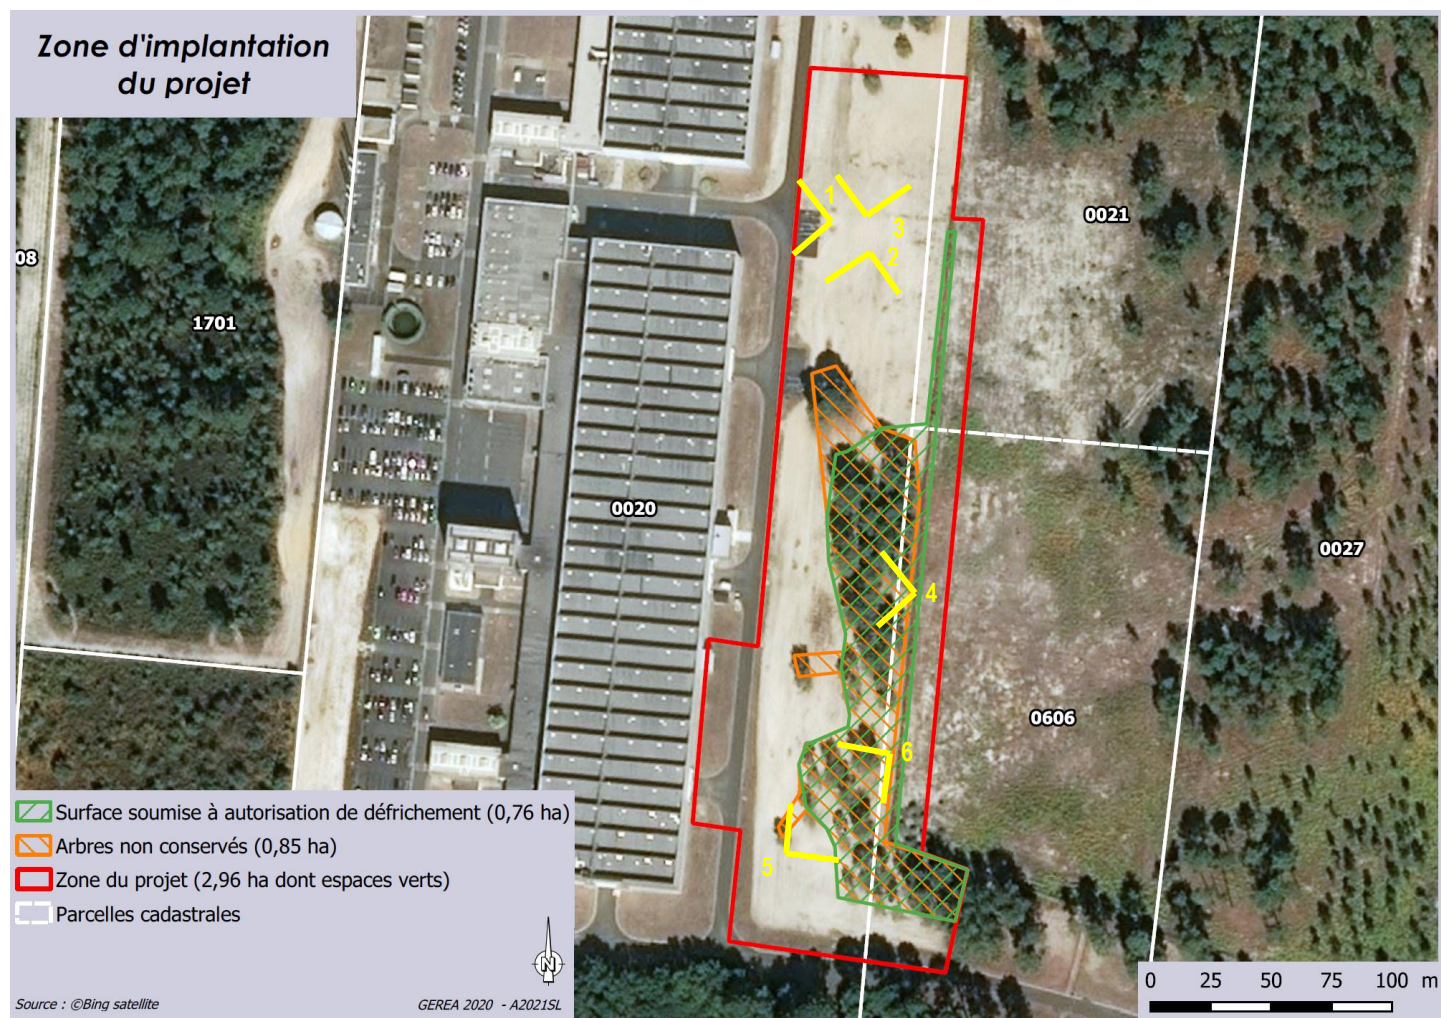 Zone d'implantation
du projet
08
1701
0020
0021
0027
0606
1
3
2
4
6
5
Surface soumise à autorisation de défrichement (0,76 ha)
Arbres non conservés (0,85 ha)
Zone du projet (2,96 ha dont espaces verts)
Parcelles cadastrales
N
Source : ©Bing satellite
GEREA 2020 - A2021SL
0 25 50 75 100 m